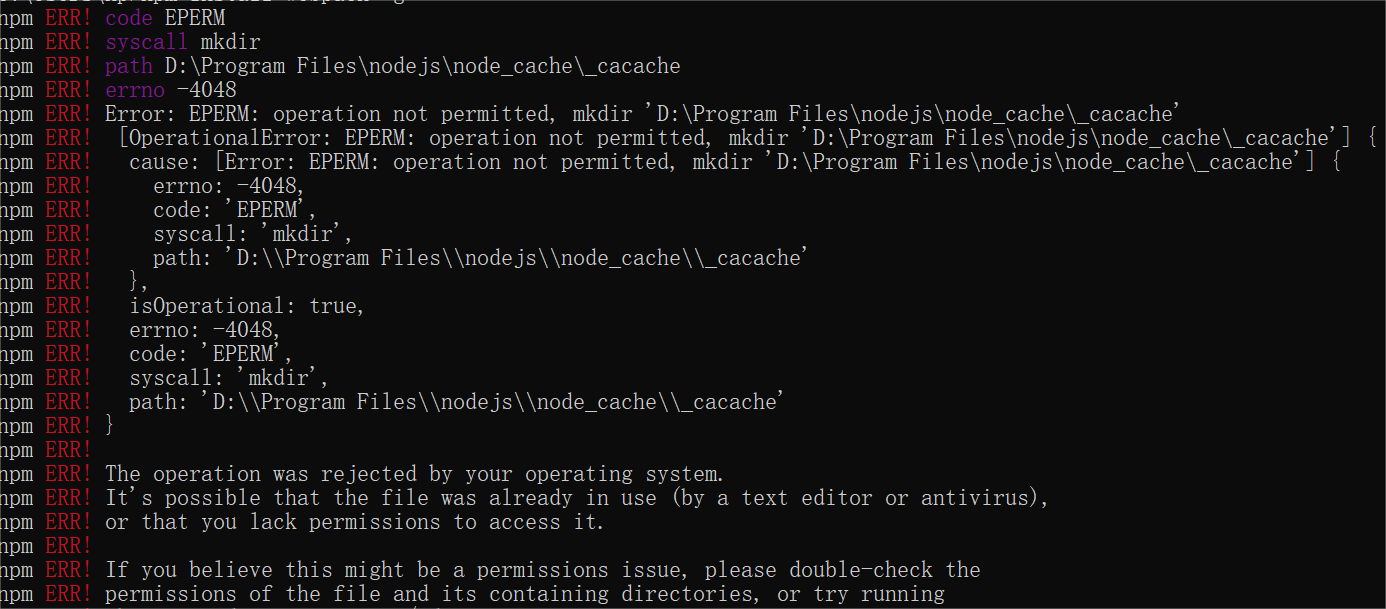 npm ERR! code EPERM
npm ERR! syscall mkdir
npm ERR! path D:\Program Files\nodejs\node_cache\_cacache
npm ERR! errno -4048
npm ERR! Error: EPERM: operation not permitted, mkdir 'D:\Program Files\nodejs\node_cache\_cacache'
npm ERR!  [OperationalError: EPERM: operation not permitted, mkdir 'D:\Program Files\nodejs\node_cache\_cacache'] {
npm ERR!   cause: [Error: EPERM: operation not permitted, mkdir 'D:\Program Files\nodejs\node_cache\_cacache'] {
npm ERR!     errno: -4048,
npm ERR!     code: 'EPERM',
npm ERR!     syscall: 'mkdir',
npm ERR!     path: 'D:\\Program Files\\nodejs\\node_cache\\_cacache'
npm ERR!   },
npm ERR!   isOperational: true,
npm ERR!   errno: -4048,
npm ERR!   code: 'EPERM',
npm ERR!   syscall: 'mkdir',
npm ERR!   path: 'D:\\Program Files\\nodejs\\node_cache\\_cacache'
npm ERR! }
npm ERR!
npm ERR! The operation was rejected by your operating system.
npm ERR! It's possible that the file was already in use (by a text editor or antivirus),
npm ERR! or that you lack permissions to access it.
npm ERR!
npm ERR! If you believe this might be a permissions issue, please double-check the
npm ERR! permissions of the file and its containing directories, or try running